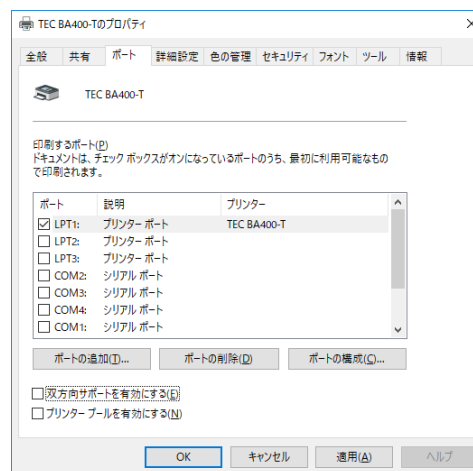 TEC BA400-Tのプロパティ
全般 共有 ポート 詳細設定 色の管理 セキュリティ フォント ツール 情報
TEC BA400-T
印刷するポート(P)
ドキュメントは、チェック ボックスがオンになっているポートのうち、最初に利用可能なもの
で印刷されます。
ポート 説明 プリンター
LPT1: プリンター ポート TEC BA400-T
LPT2: プリンター ポート
LPT3: プリンター ポート
COM2: シリアル ポート
COM3: シリアル ポート
COM4: シリアル ポート
COM1: シリアル ポート
ポートの追加(T)... ポートの削除(D) ポートの構成(C)...
双方向サポートを有効にする(E)
プリンター プールを有効にする(N)
OK キャンセル 適用(A) ヘルプ